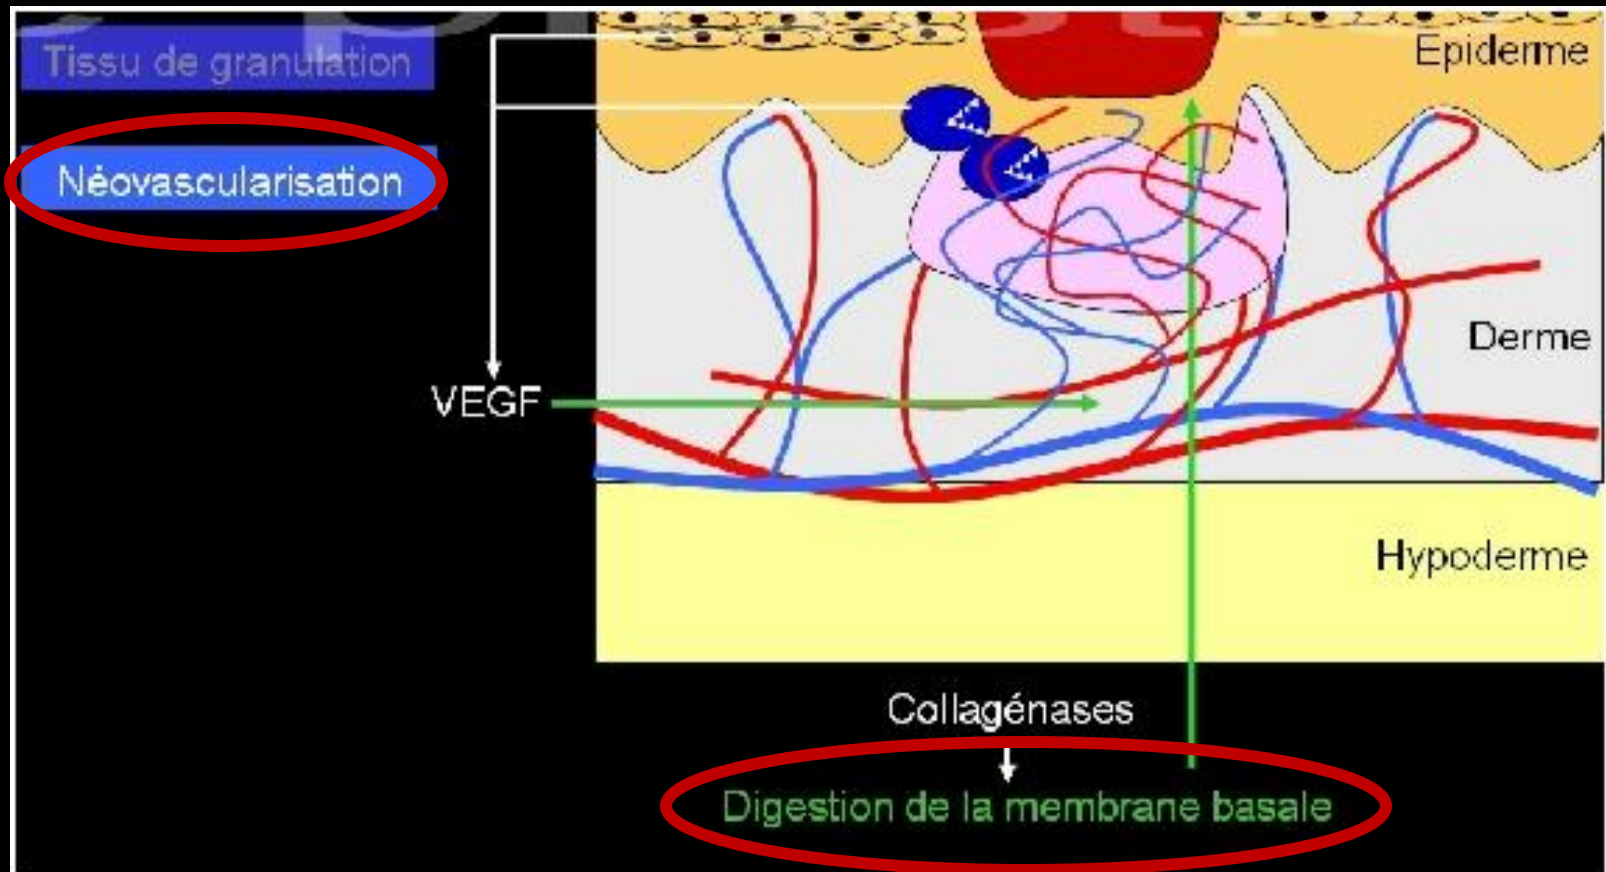 Tissu de granulation
Epiderme
Néovascularisation
Derme
VEGF
Hypoderme
Collagénases
Digestion de la membrane basale